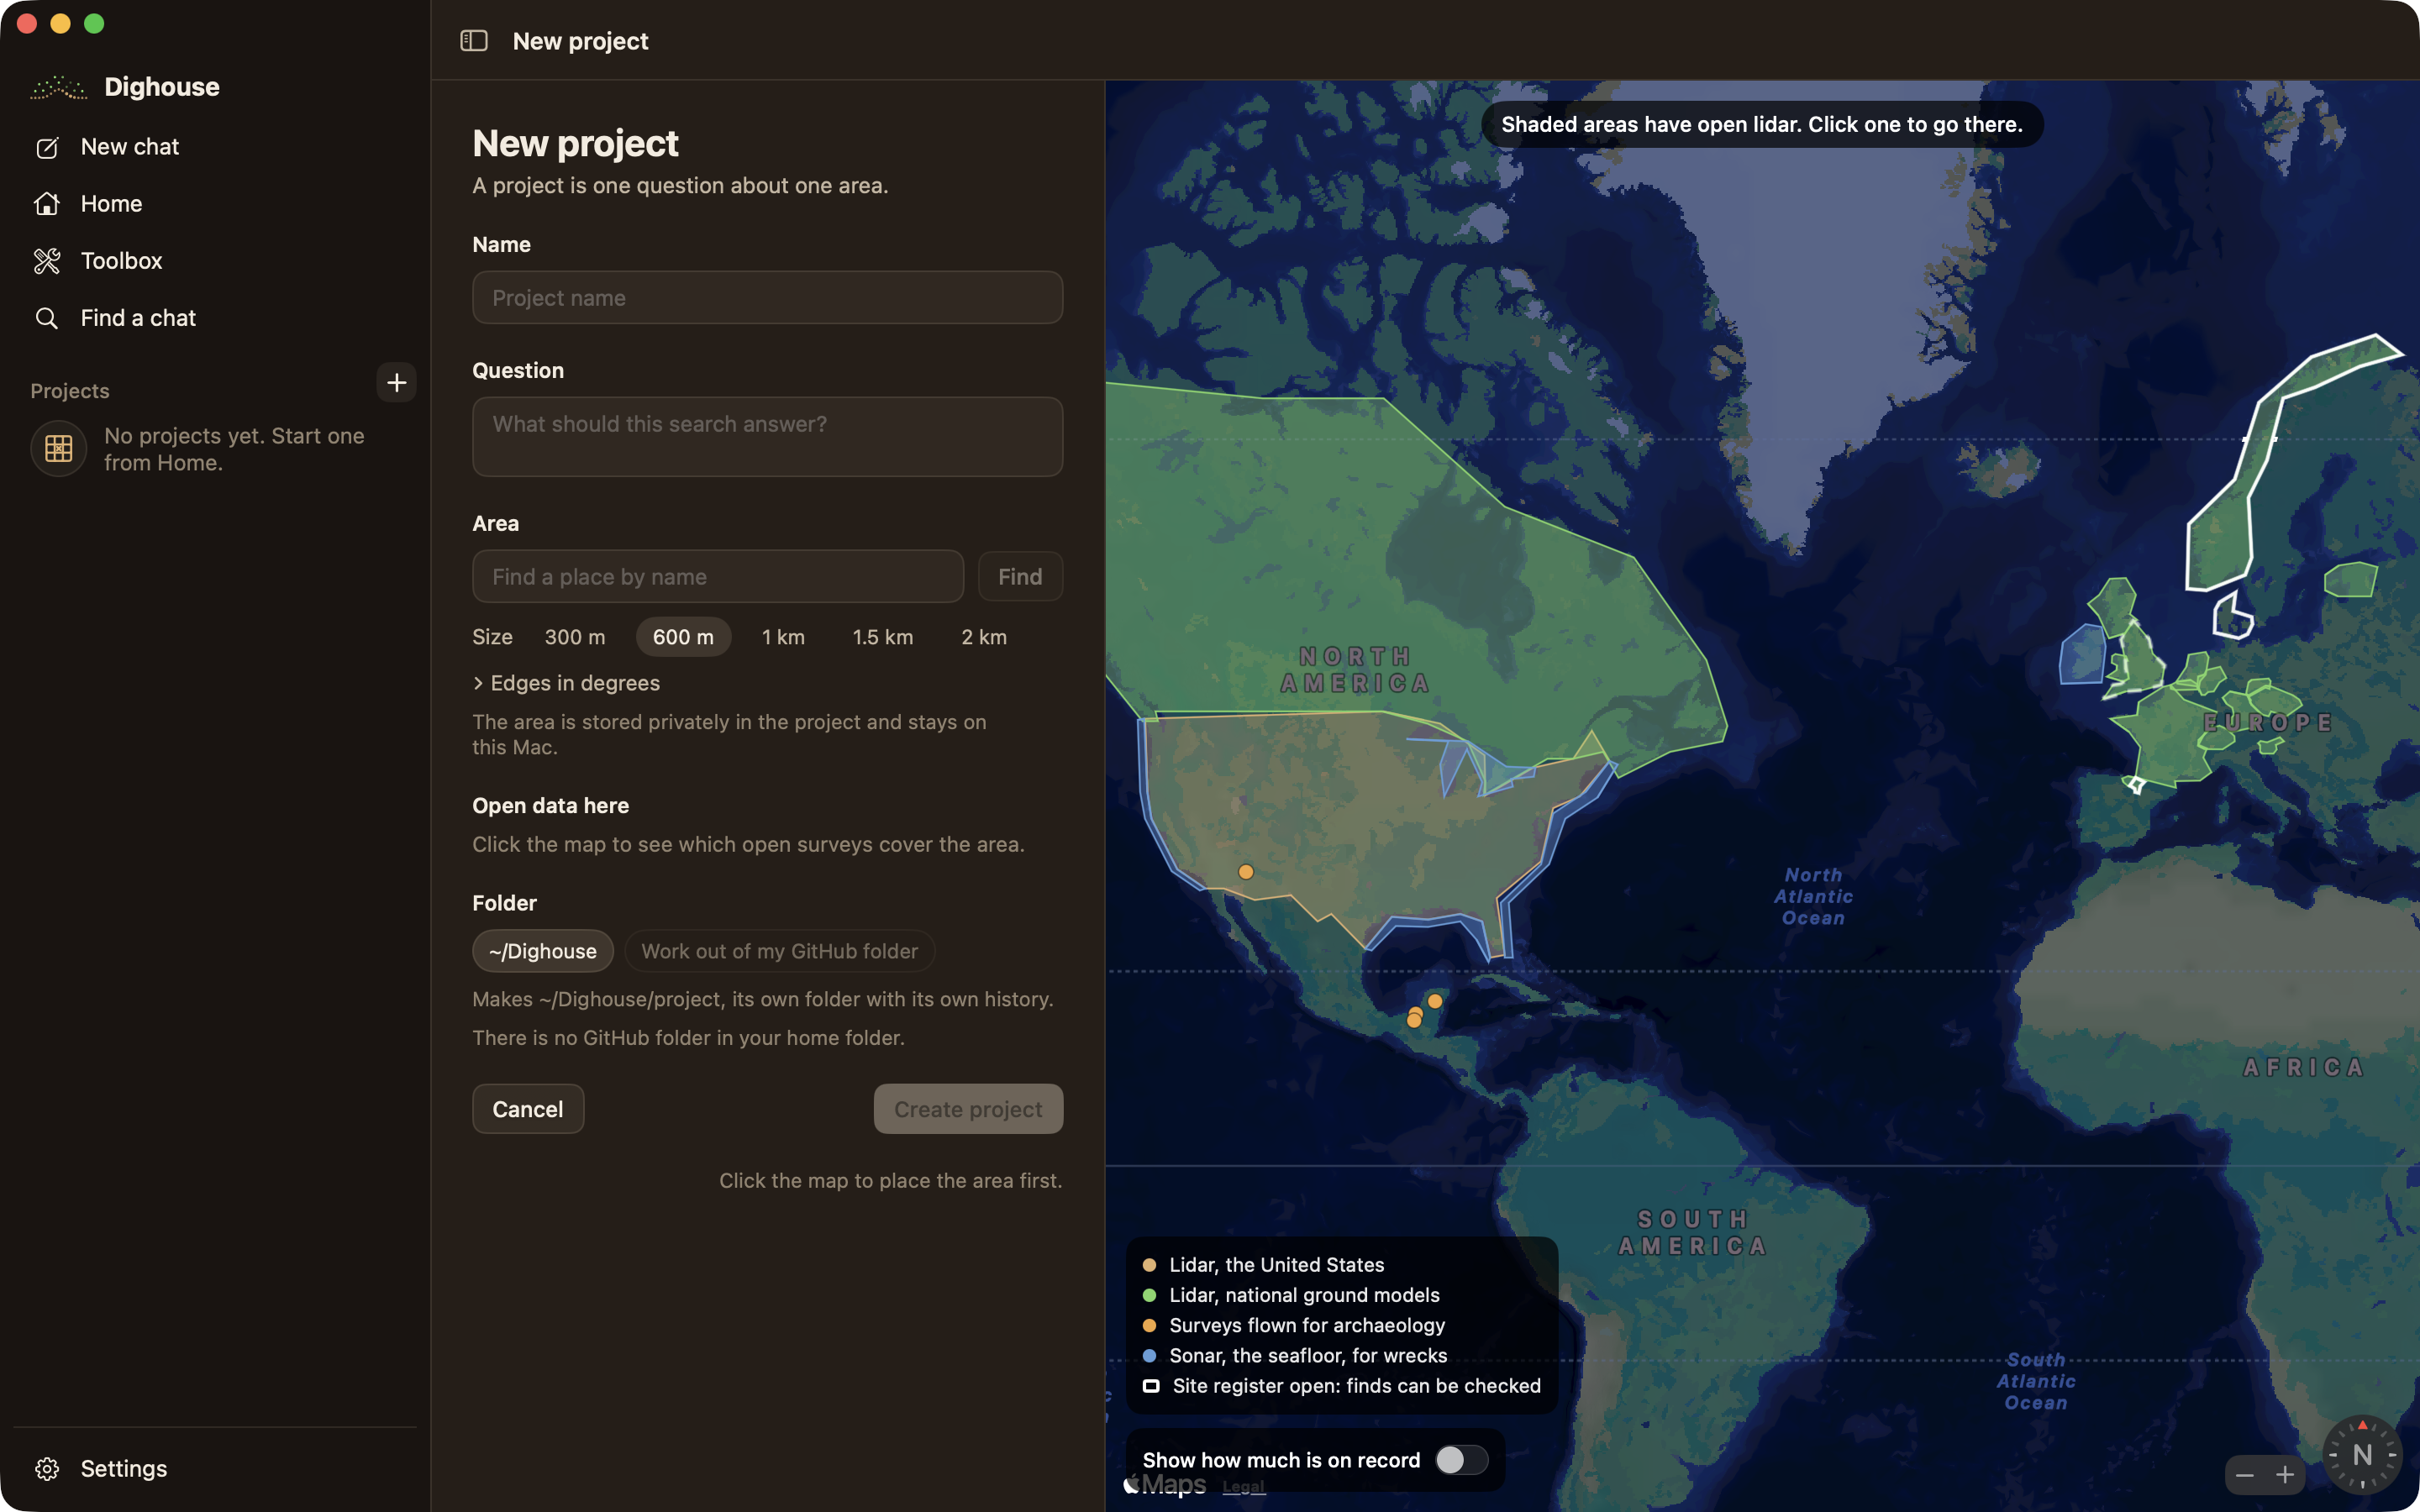 Dighouse
New chat
Home
Toolbox
Find a chat
Projects
No projects yet. Start one
from Home.
Settings
New project
New project
A project is one question about one area.
Name
Project name
Question
What should this search answer?
Area
Find a place by name
Find
Size 300 m 600 m 1 km 1.5 km 2 km
Edges in degrees
The area is stored privately in the project and stays on
this Mac.
Open data here
Click the map to see which open surveys cover the area.
Folder
~/Dighouse
Work out of my GitHub folder
Makes ~/Dighouse/project, its own folder with its own history.
There is no GitHub folder in your home folder.
Cancel
Create project
Click the map to place the area first.
Shaded areas have open lidar. Click one to go there.
NORTH
AMERICA
EUROPE
North
Atlantic
Ocean
AFRICA
SOUTH
AMERICA
South
Atlantic
Ocean
Lidar, the United States
Lidar, national ground models
Surveys flown for archaeology
Sonar, the seafloor, for wrecks
Site register open: finds can be checked
Show how much is on record
Maps
Legal
N